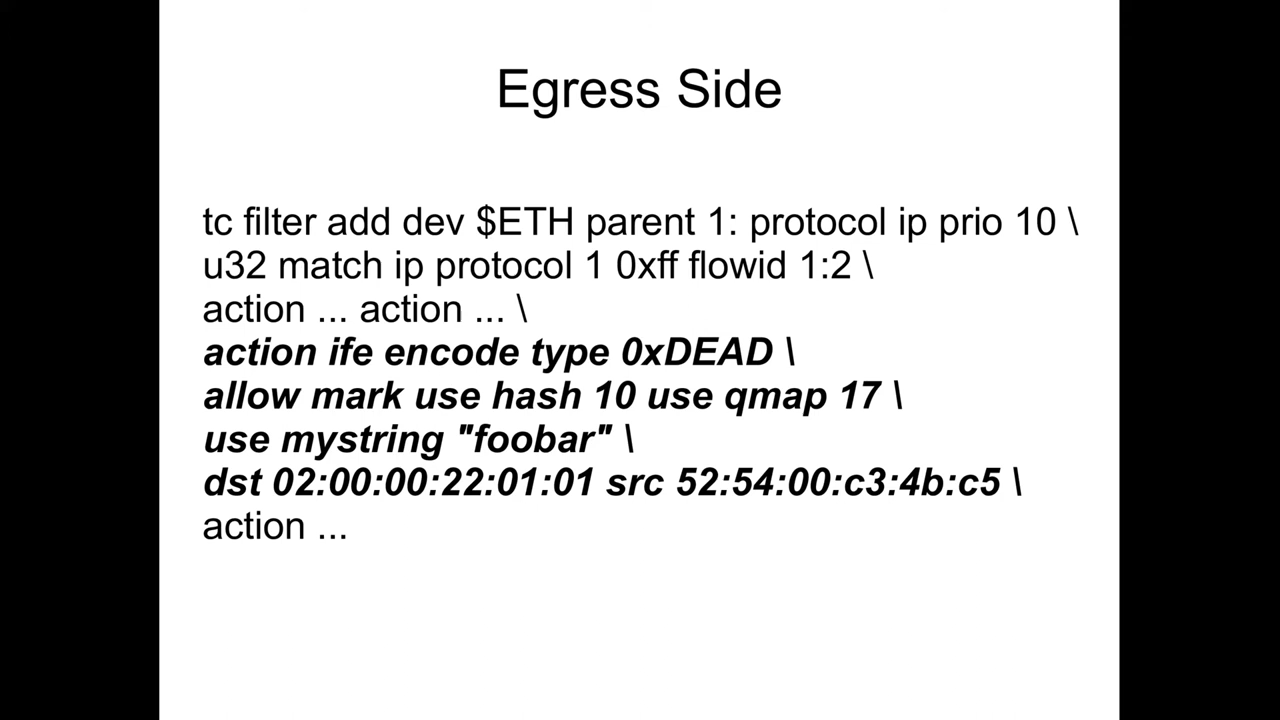 Egress Side
tc filter add dev $ETH parent 1: protocol ip prio 10 \
u32 match ip protocol 1 0xff flowid 1:2 \
action ... action ... \
action ife encode type 0xDEAD \
allow mark use hash 10 use qmap 17 \
use mystring "foobar" \
dst 02:00:00:22:01:01 src 52:54:00:c3:4b:c5 \
action ...